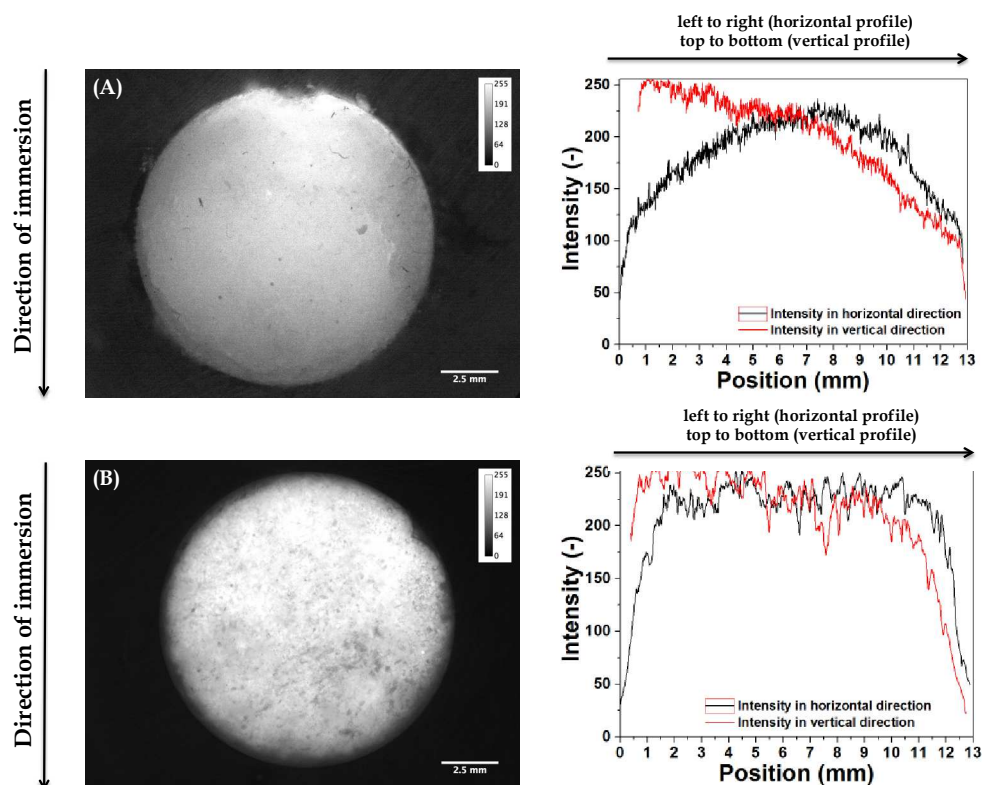 left to right (horizontal profile)
top to bottom (vertical profile)
Direction of immersion
(A)
255
191
128
64
0
2.5 mm
250
200
150
100
50
0
Intensity (-)
Intensity in horizontal direction
Intensity in vertical direction
0 1 2 3 4 5 6 7 8 9 10 11 12 13
Position (mm)
left to right (horizontal profile)
top to bottom (vertical profile)
Direction of immersion
(B)
255
191
128
64
0
2.5 mm
250
200
150
100
50
0
Intensity (-)
Intensity in horizontal direction
Intensity in vertical direction
0 1 2 3 4 5 6 7 8 9 10 11 12 13
Position (mm)